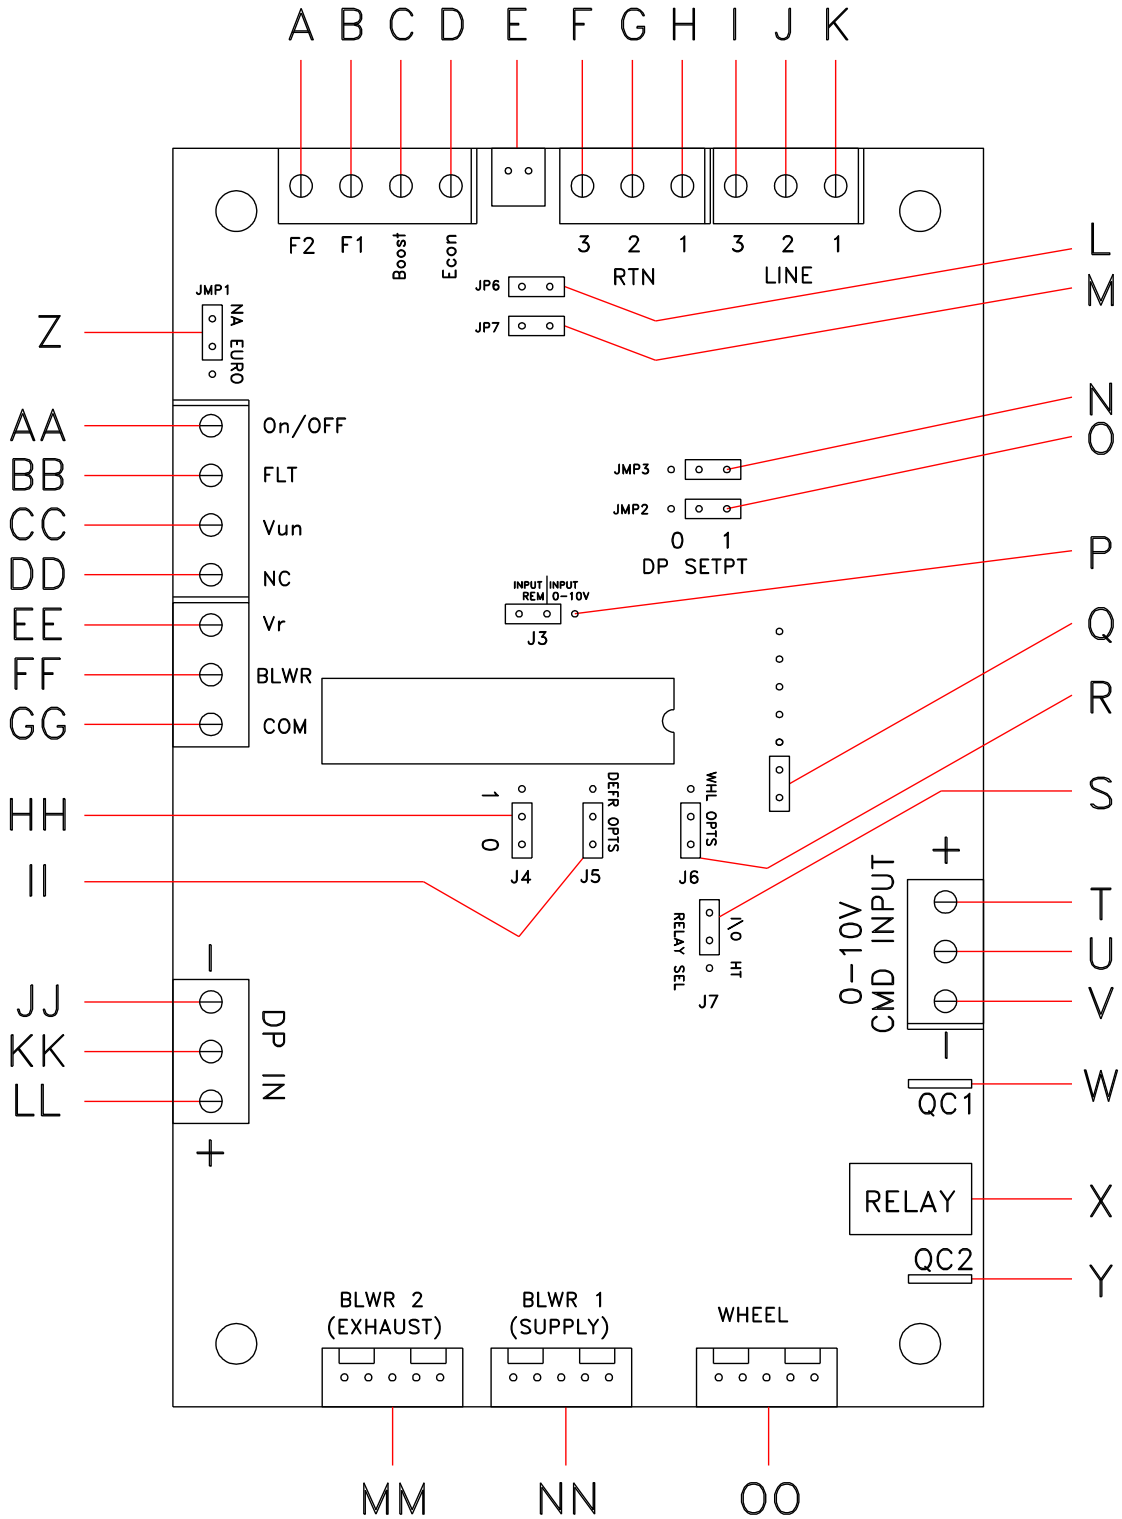 A B C D E F G H I J K
F2 F1 Boost Econ 3 2 1 3 2 1
RTN LINE
L
JP6
M
JP7
JMP1
NA EURO
Z
N
O
AA On/OFF
BB FLT
JMP3
CC Vun
JMP2
0 1
DP SETPT
DD NC
P
INPUT INPUT
REM 0-10V
J3
EE Vr
Q
FF BLWR
R
GG COM
S
HH
1 0
J4
DEFR OPTS
J5
WHL OPTS
J6
II
I/O HT
RELAY SEL
J7
+
0-10V
CMD INPUT
-
T
U
V
-
JJ
KK
LL
DP IN
+
W
QC1
RELAY
X
QC2
Y
BLWR 2
(EXHAUST)
BLWR 1
(SUPPLY)
WHEEL
MM NN OO